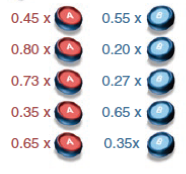 0.45 x A 0.55 x B
0.80 x A 0.20 x B
0.73 x A 0.27 x B
0.35 x A 0.65 x B
0.65 x A 0.35x B